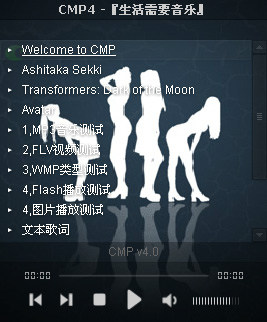 CMP4 -『生活需要音乐』
Welcome to CMP
Ashitaka Sekki
Transformers: Dark of the Moon
Avatar
1,MP3音乐测试
2,FLV视频测试
3,WMP类型测试
4,Flash播放测试
4,图片播放测试
文本歌词
CMP v4.0
00:00
00:00